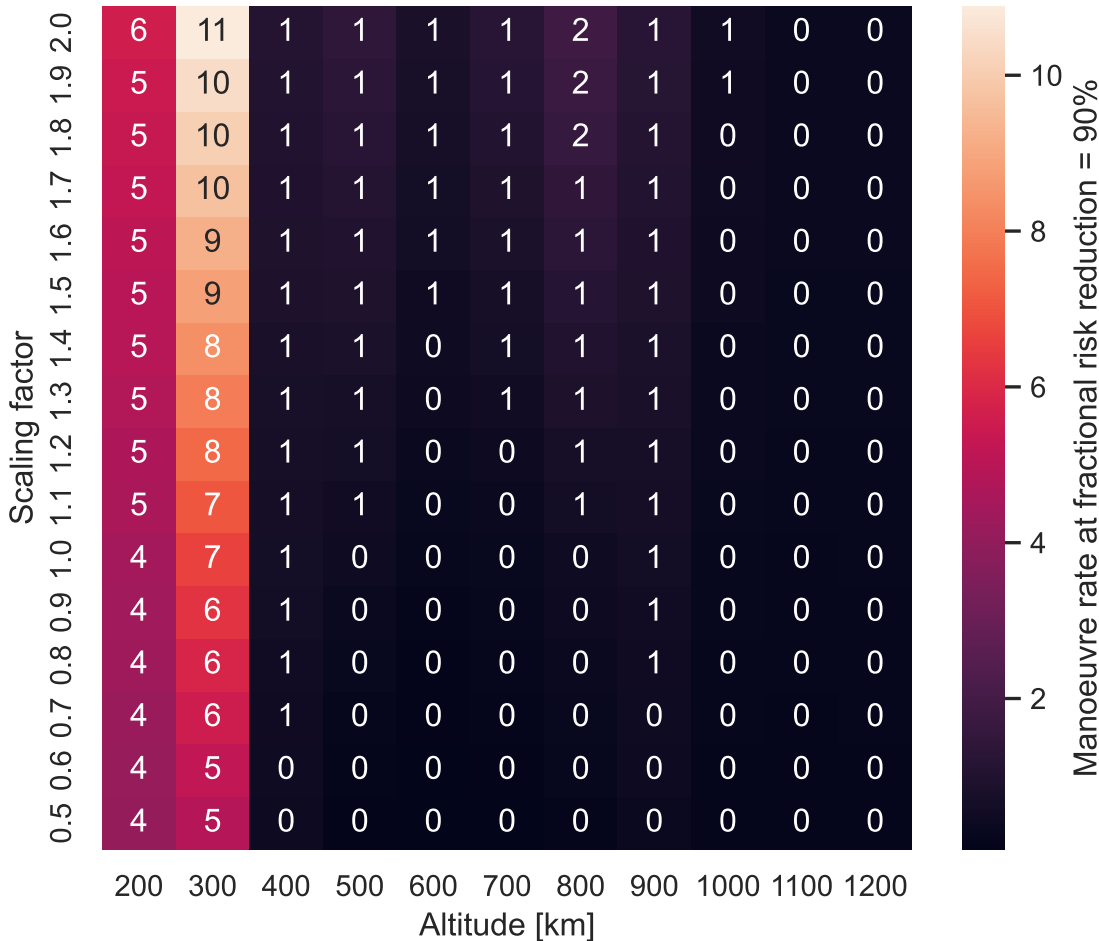 2.0 6 11 1 1 1 1 2 1 1 0 0
1.9 5 10 1 1 1 1 2 1 1 0 0
1.8 5 10 1 1 1 1 2 1 0 0 0
1.7 5 10 1 1 1 1 1 1 0 0 0
1.6 5 9 1 1 1 1 1 1 0 0 0
1.5 5 9 1 1 1 1 1 1 0 0 0
1.4 5 8 1 1 0 1 1 1 0 0 0
1.3 5 8 1 1 0 1 1 1 0 0 0
1.2 5 8 1 1 0 0 1 1 0 0 0
1.1 5 7 1 1 0 0 1 1 0 0 0
1.0 4 7 1 0 0 0 0 1 0 0 0
0.9 4 6 1 0 0 0 0 1 0 0 0
0.8 4 6 1 0 0 0 0 1 0 0 0
0.7 4 6 1 0 0 0 0 0 0 0 0
0.6 4 5 0 0 0 0 0 0 0 0 0
0.5 4 5 0 0 0 0 0 0 0 0 0
200 300 400 500 600 700 800 900 1000 1100 1200
Altitude [km]
Scaling factor
10
8
6
4
2
Manoeuvre rate at fractional risk reduction = 90%